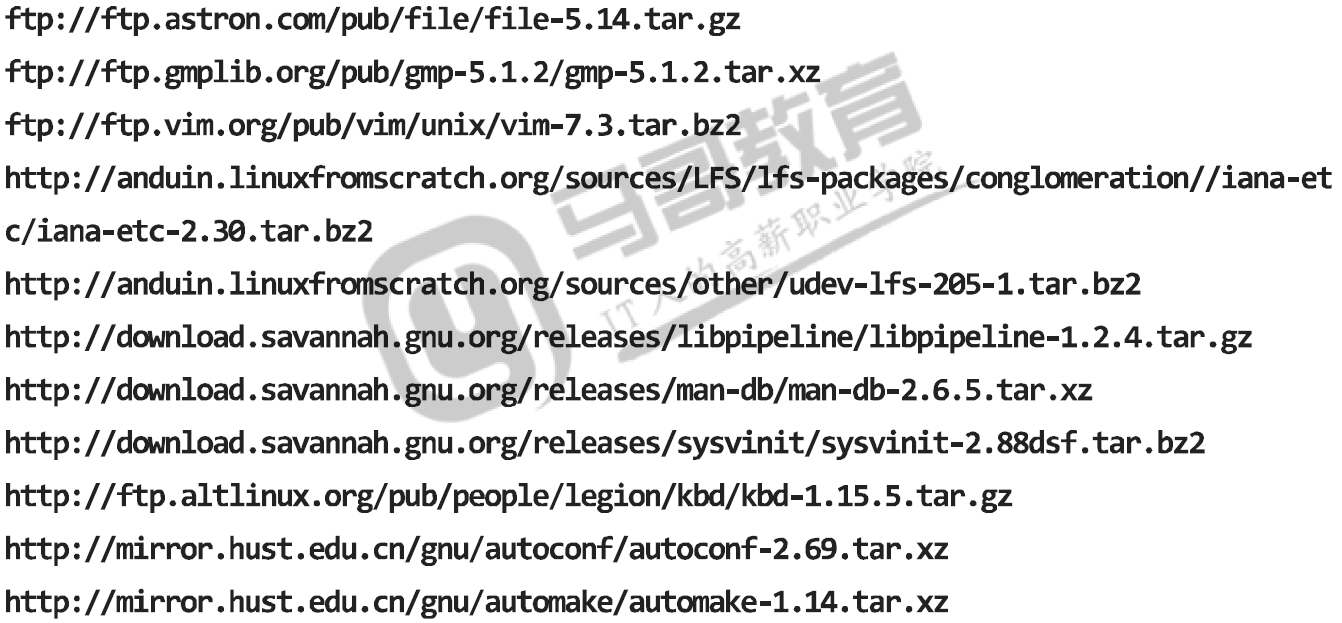 ftp://ftp.astron.com/pub/file/file-5.14.tar.gz
ftp://ftp.gmplib.org/pub/gmp-5.1.2/gmp-5.1.2.tar.xz
ftp://ftp.vim.org/pub/vim/unix/vim-7.3.tar.bz2
http://anduin.linuxfromscratch.org/sources/LFS/lfs-packages/conglomeration//iana-et
c/iana-etc-2.30.tar.bz2
http://anduin.linuxfromscratch.org/sources/other/udev-lfs-205-1.tar.bz2
http://download.savannah.gnu.org/releases/libpipeline/libpipeline-1.2.4.tar.gz
http://download.savannah.gnu.org/releases/man-db/man-db-2.6.5.tar.xz
http://download.savannah.gnu.org/releases/sysvinit/sysvinit-2.88dsf.tar.bz2
http://ftp.altlinux.org/pub/people/legion/kbd/kbd-1.15.5.tar.gz
http://mirror.hust.edu.cn/gnu/autoconf/autoconf-2.69.tar.xz
http://mirror.hust.edu.cn/gnu/automake/automake-1.14.tar.xz
马哥教育
IT人的高薪职业学院